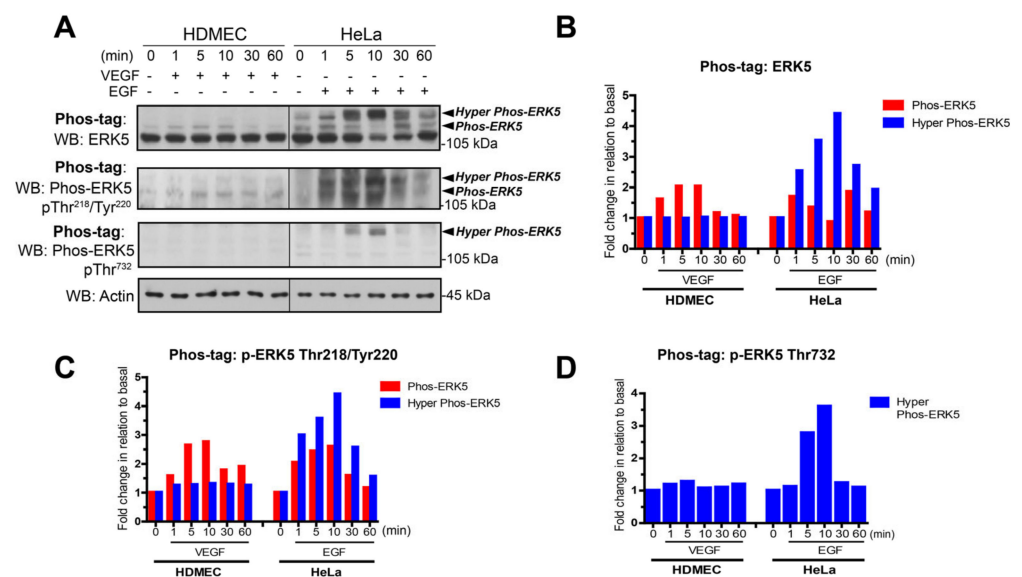 A
HDMEC HeLa
(min) 0 1 5 10 30 60 0 1 5 10 30 60
VEGF - + + + + + - - - - - -
EGF - - - - - - - + + + + +
Phos-tag:
WB: ERK5
Hyper Phos-ERK5
Phos-ERK5
-105 kDa
Phos-tag:
WB: Phos-ERK5
pThr218/Tyr220
Hyper Phos-ERK5
Phos-ERK5
-105 kDa
Phos-tag:
WB: Phos-ERK5
pThr732
Hyper Phos-ERK5
-105 kDa
WB: Actin
-45 kDa
B
Phos-tag: ERK5
Fold change in relation to basal
5
4
3
2
1
0
Phos-ERK5
Hyper Phos-ERK5
0 1 5 10 30 60 0 1 5 10 30 60 (min)
VEGF EGF
HDMEC HeLa
C
Phos-tag: p-ERK5 Thr218/Tyr220
Fold change in relation to basal
5
4
3
2
1
0
Phos-ERK5
Hyper Phos-ERK5
0 1 5 10 30 60 0 1 5 10 30 60 (min)
VEGF EGF
HDMEC HeLa
D
Phos-tag: p-ERK5 Thr732
Fold change in relation to basal
4
3
2
1
0
Hyper
Phos-ERK5
0 1 5 10 30 60 0 1 5 10 30 60 (min)
VEGF EGF
HDMEC HeLa